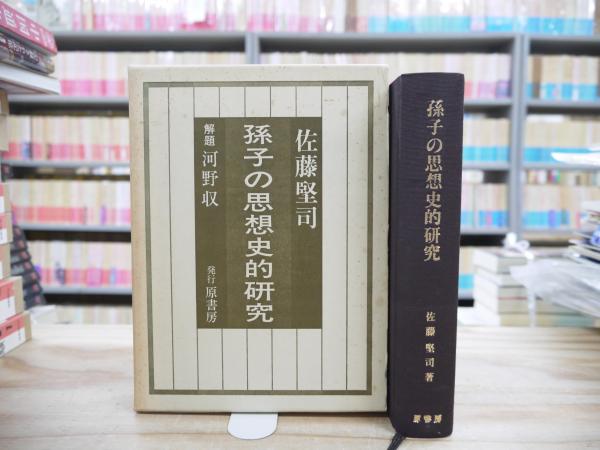 佐藤堅司
孫子の思想史的研究
解題 河野収
発行 原書房
孫子の思想史的研究
佐藤堅司著
原書房